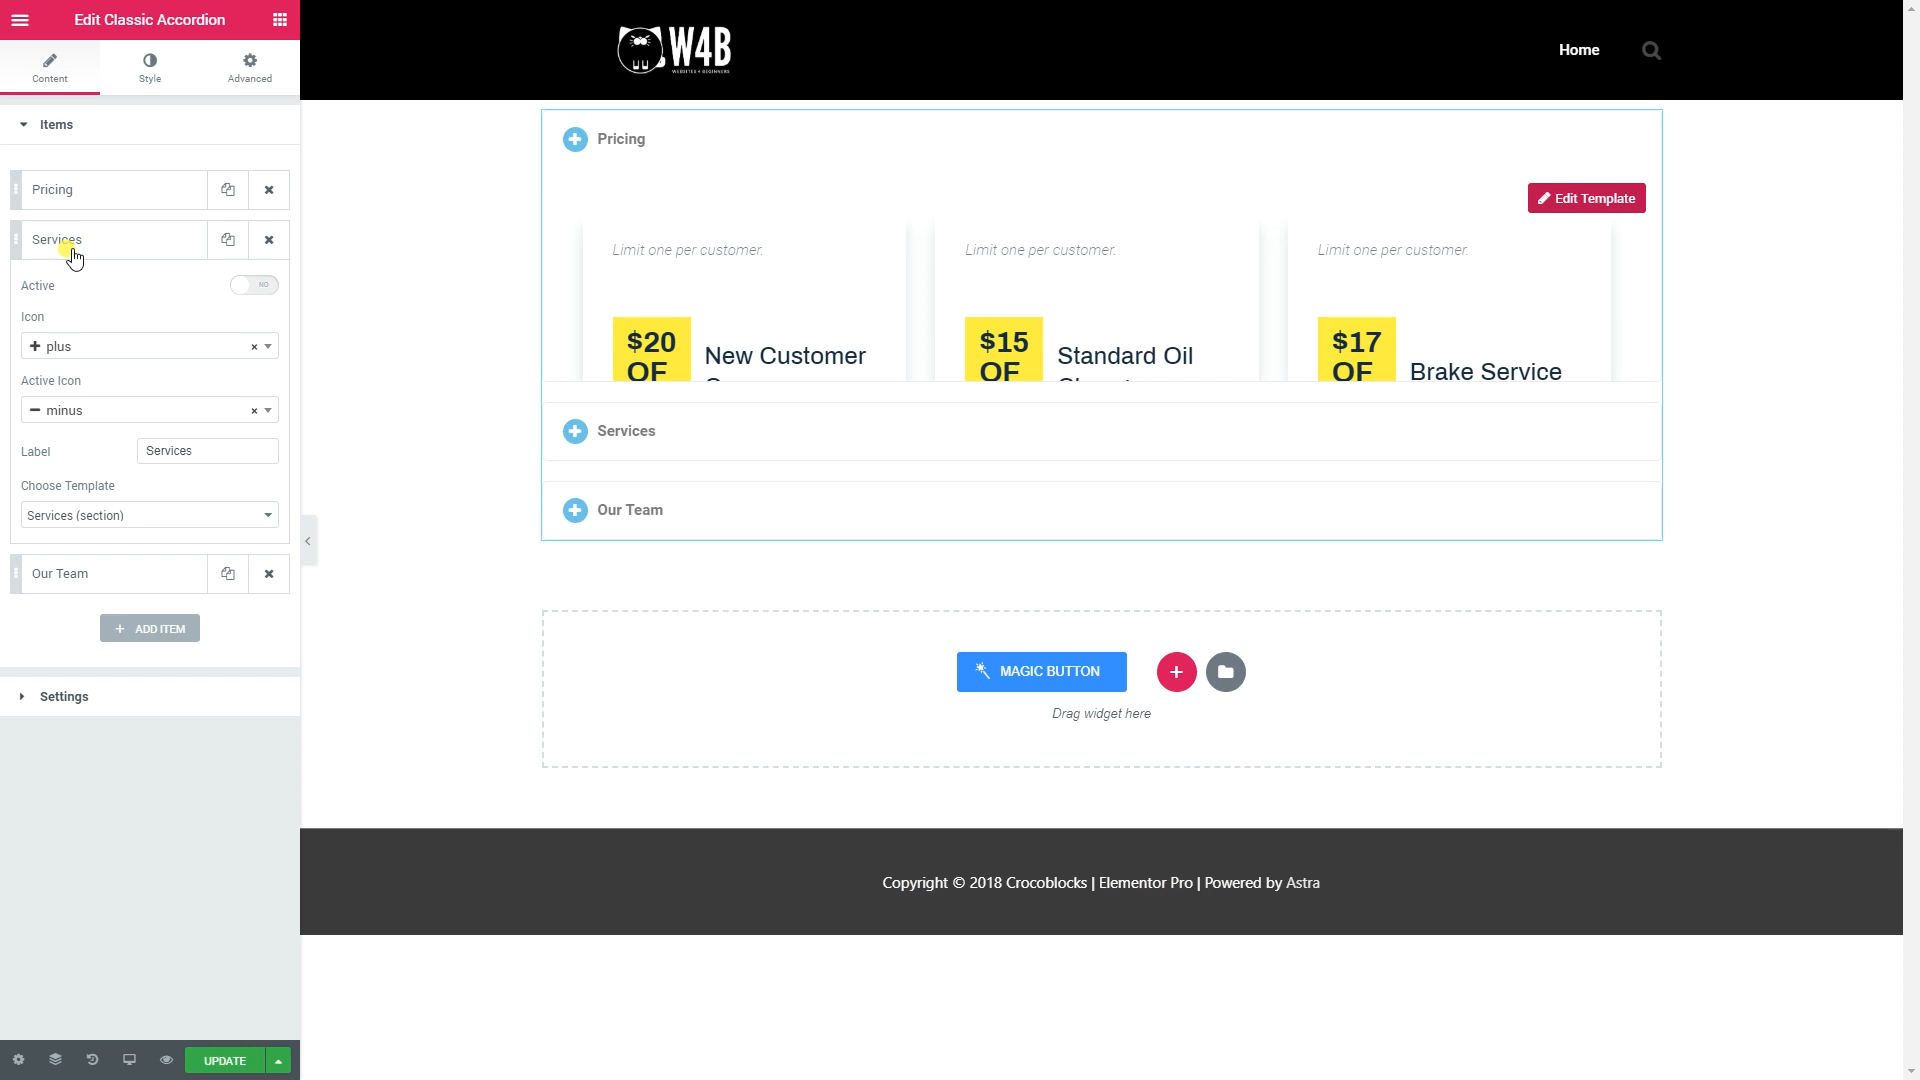 Edit Classic Accordion
Content
Style
Advanced
Items
Pricing
Services
Active
NO
Icon
plus
Active Icon
minus
Label
Services
Choose Template
Services (section)
Our Team
+ ADD ITEM
Settings
UPDATE
W4B
WEBSITES 4 BEGINNERS
Home
Pricing
Edit Template
Limit one per customer.
Limit one per customer.
Limit one per customer.
$20
OF
New Customer
$15
OF
Standard Oil
$17
OF
Brake Service
Services
Our Team
MAGIC BUTTON
Drag widget here
Copyright © 2018 Crocoblocks | Elementor Pro | Powered by Astra